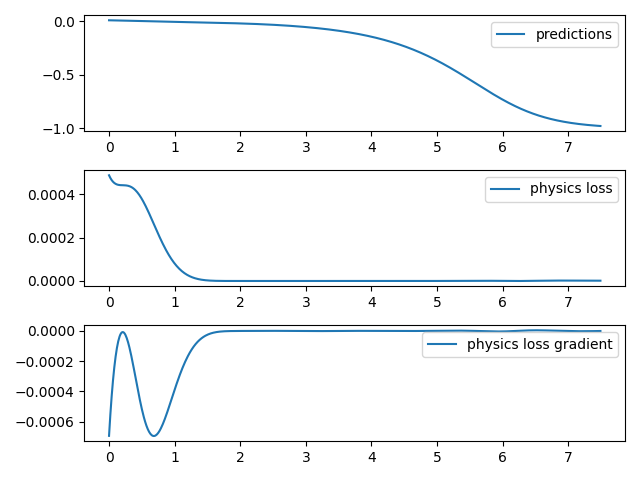 0.0
−0.5
−1.0
predictions
0 1 2 3 4 5 6 7
0.0004
0.0002
0.0000
physics loss
0 1 2 3 4 5 6 7
0.0000
−0.0002
−0.0004
−0.0006
physics loss gradient
0 1 2 3 4 5 6 7